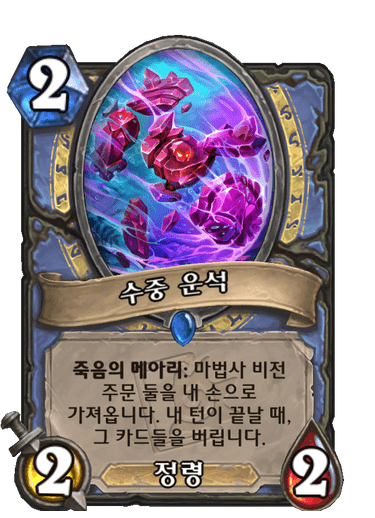 2
수중 운석
죽음의 메아리: 마법사 비전
주문 둘을 내 손으로
가져옵니다. 내 턴이 끝날 때,
그 카드들을 버립니다.
2
정령
2